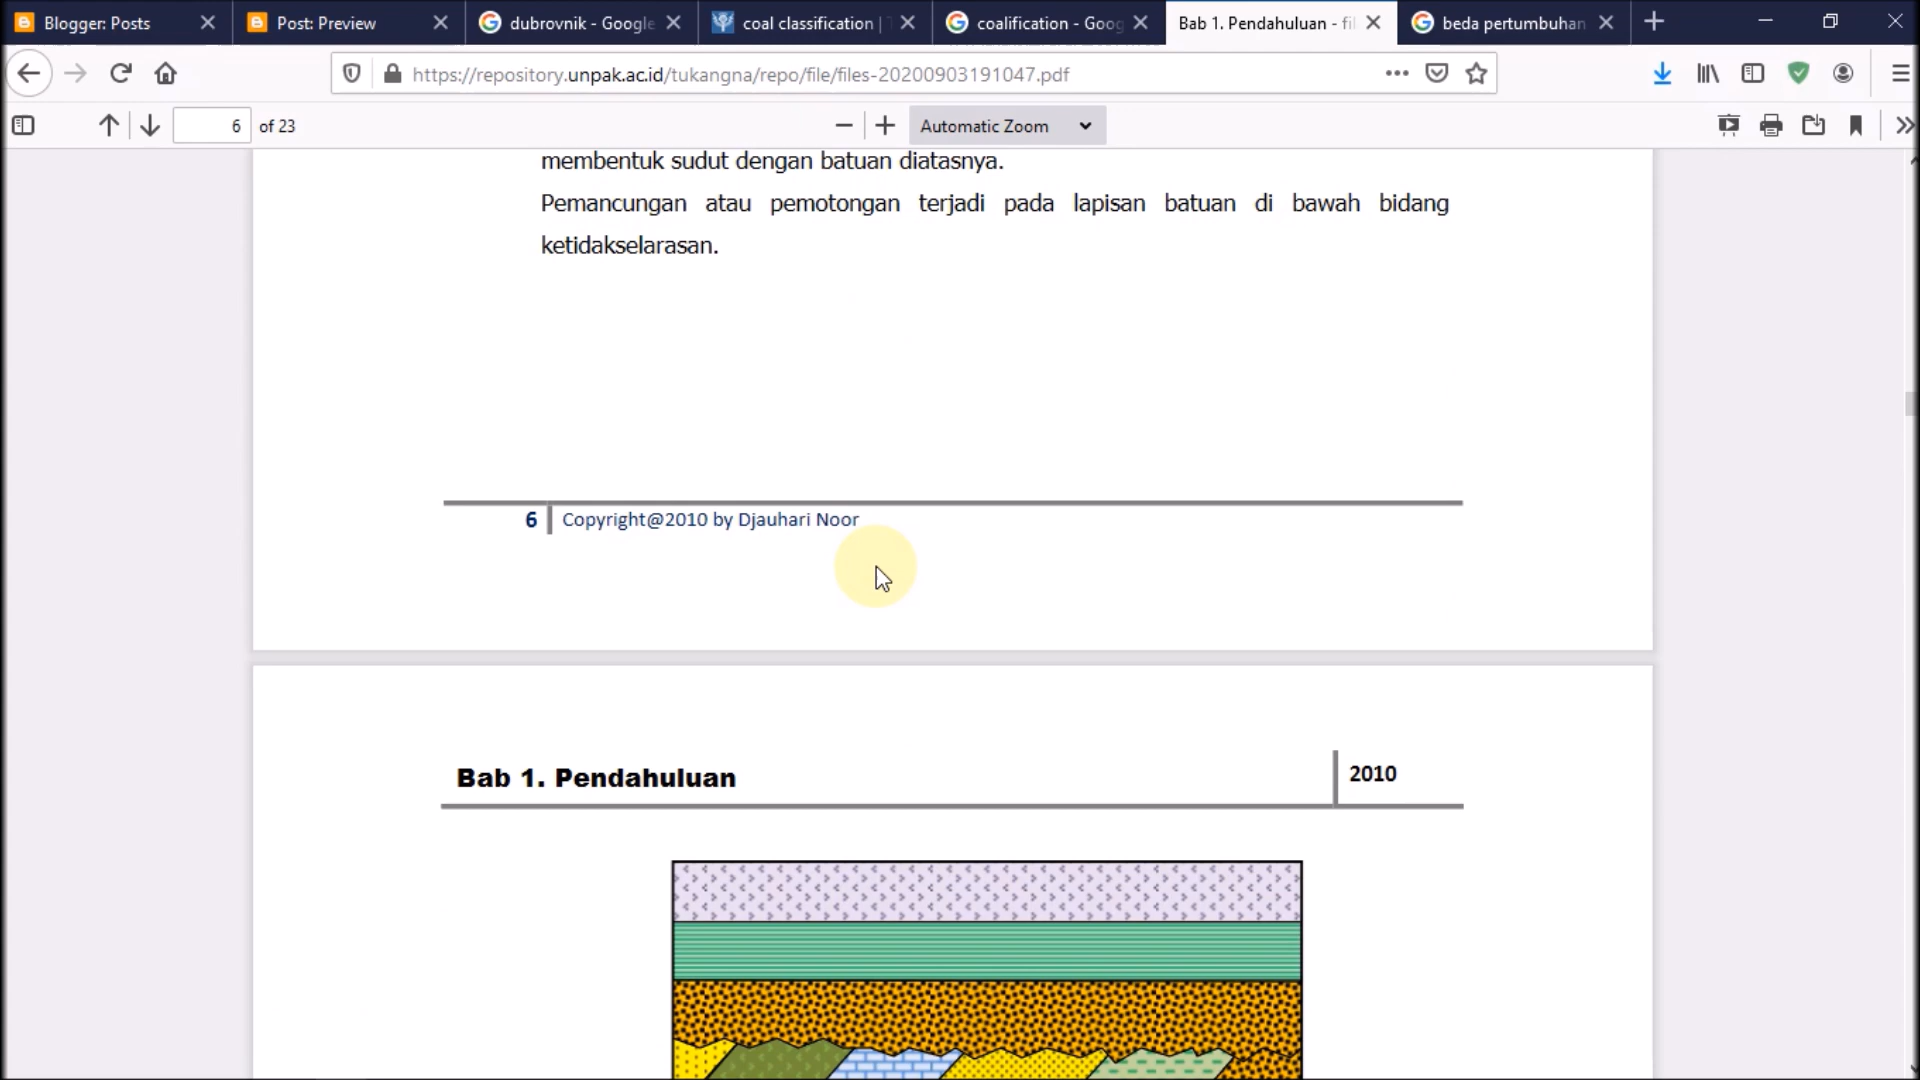 Blogger: Posts
Post: Preview
dubrovnik - Google
coal classification |
coalification - Goog
Bab 1. Pendahuluan - fi
beda pertumbuhan
https://repository.unpak.ac.id/tukangna/repo/file/files-20200903191047.pdf
6 of 23
Automatic Zoom
membentuk sudut dengan batuan diatasnya.
Pemancungan atau pemotongan terjadi pada lapisan batuan di bawah bidang
ketidakselarasan.
6 Copyright@2010 by Djauhari Noor
Bab 1. Pendahuluan
2010